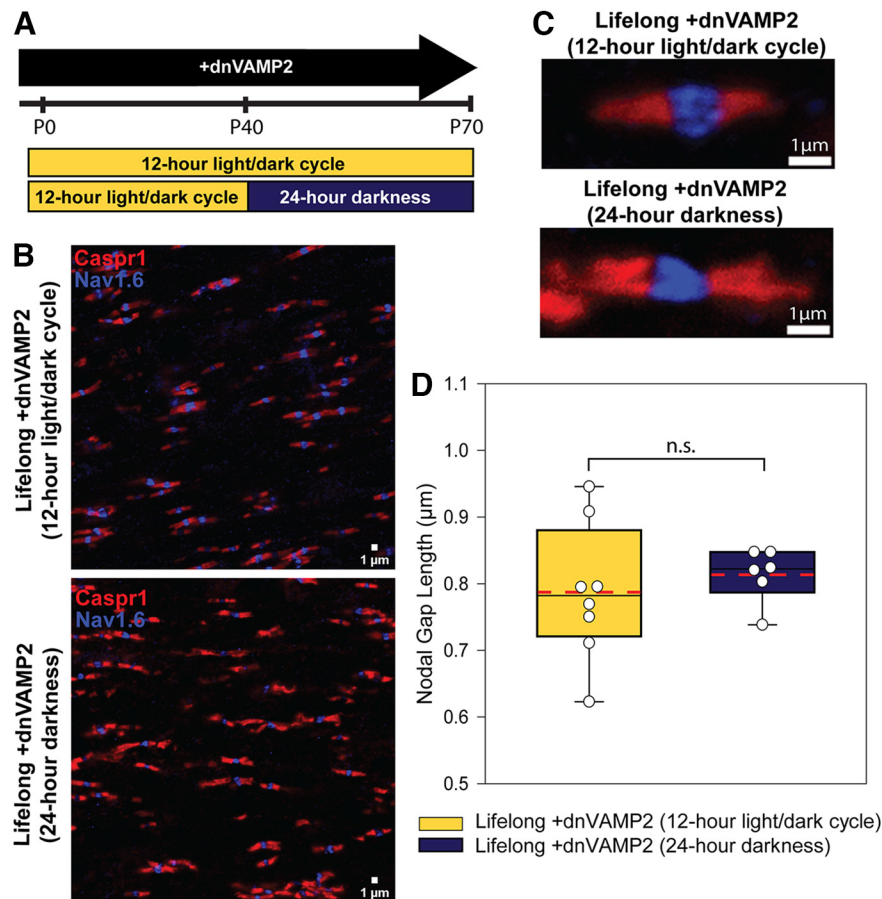 A
+dnVAMP2
P0
P40
P70
12-hour light/dark cycle
12-hour light/dark cycle
24-hour darkness
B
Lifelong +dnVAMP2
(12-hour light/dark cycle)
Caspr1
Nav1.6
1 µm
Lifelong +dnVAMP2
(24-hour darkness)
Caspr1
Nav1.6
1 µm
C
Lifelong +dnVAMP2
(12-hour light/dark cycle)
1µm
Lifelong +dnVAMP2
(24-hour darkness)
1µm
D
Nodal Gap Length (µm)
1.1
1.0
0.9
0.8
0.7
0.6
0.5
n.s.
Lifelong +dnVAMP2 (12-hour light/dark cycle)
Lifelong +dnVAMP2 (24-hour darkness)